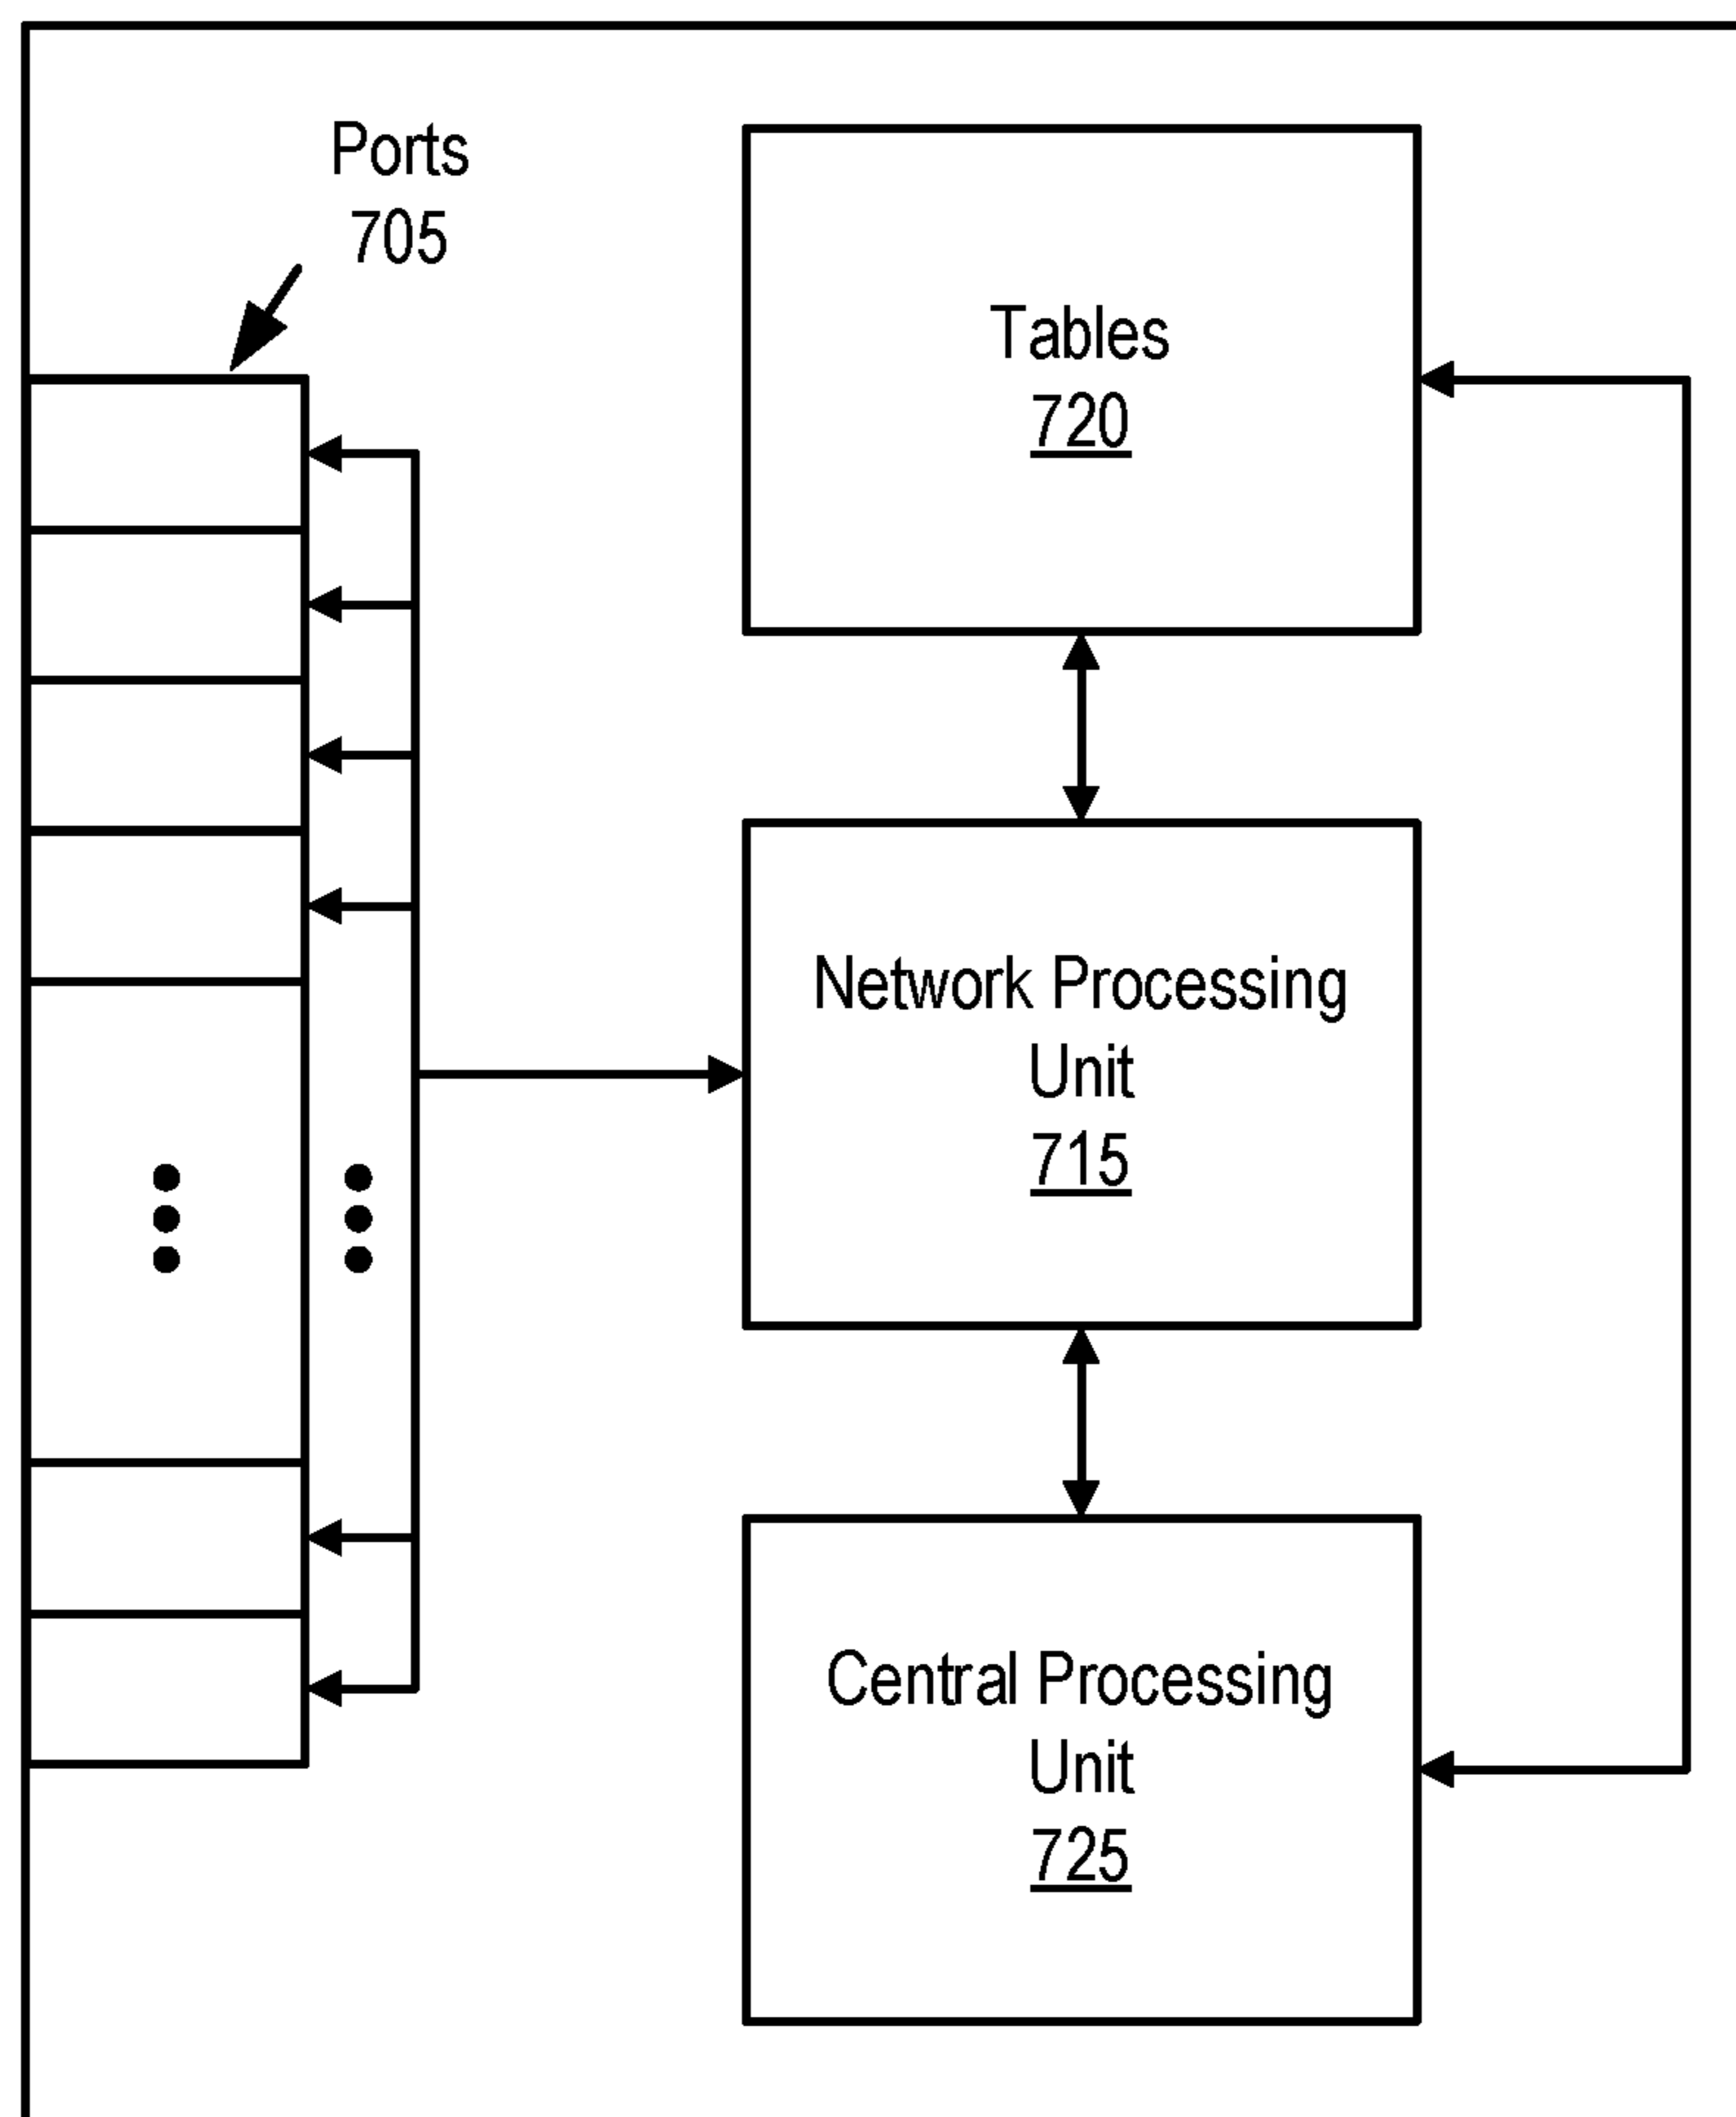 Ports
705
Tables
720
Network Processing
Unit
715
Central Processing
Unit
725